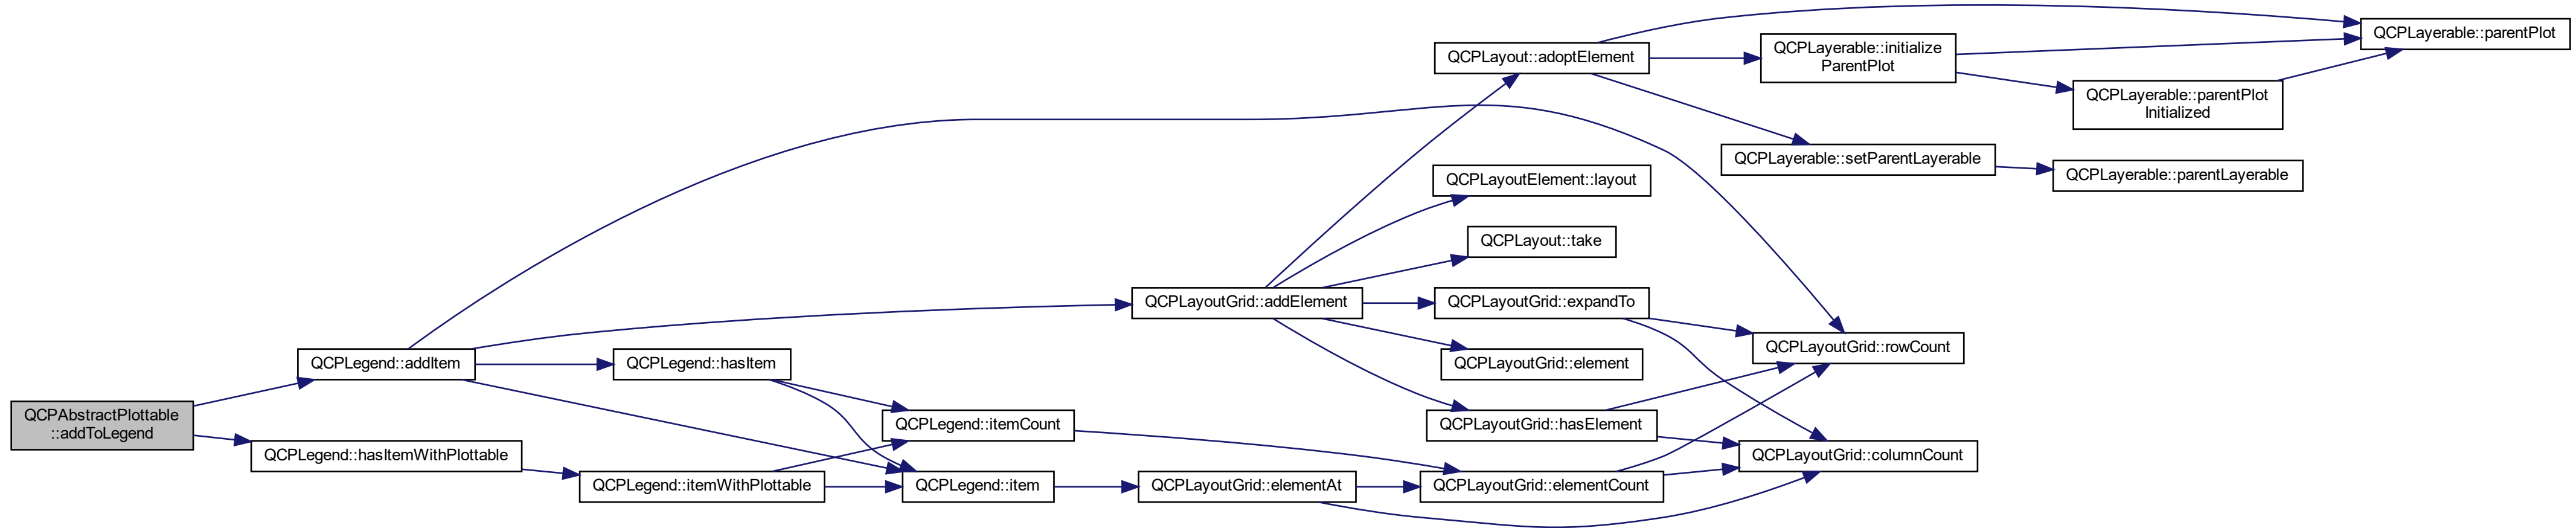 QCPAbstractPlottable
::addToLegend
QCPLegend::addItem
QCPLegend::hasItemWithPlottable
QCPLegend::hasItem
QCPLegend::itemWithPlottable
QCPLegend::itemCount
QCPLegend::item
QCPLayoutGrid::addElement
QCPLayoutGrid::elementAt
QCPLayout::adoptElement
QCPLayoutElement::layout
QCPLayout::take
QCPLayoutGrid::expandTo
QCPLayoutGrid::element
QCPLayoutGrid::hasElement
QCPLayoutGrid::elementCount
QCPLayerable::initialize
ParentPlot
QCPLayerable::setParentLayerable
QCPLayoutGrid::rowCount
QCPLayoutGrid::columnCount
QCPLayerable::parentPlot
Initialized
QCPLayerable::parentLayerable
QCPLayerable::parentPlot